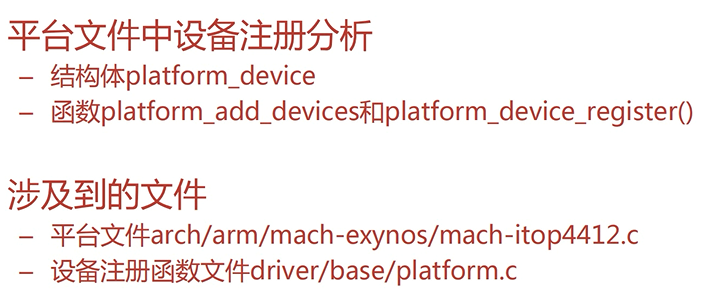 平台文件中设备注册分析
– 结构体platform_device
– 函数platform_add_devices和platform_device_register()
涉及到的文件
– 平台文件arch/arm/mach-exynos/mach-itop4412.c
– 设备注册函数文件driver/base/platform.c